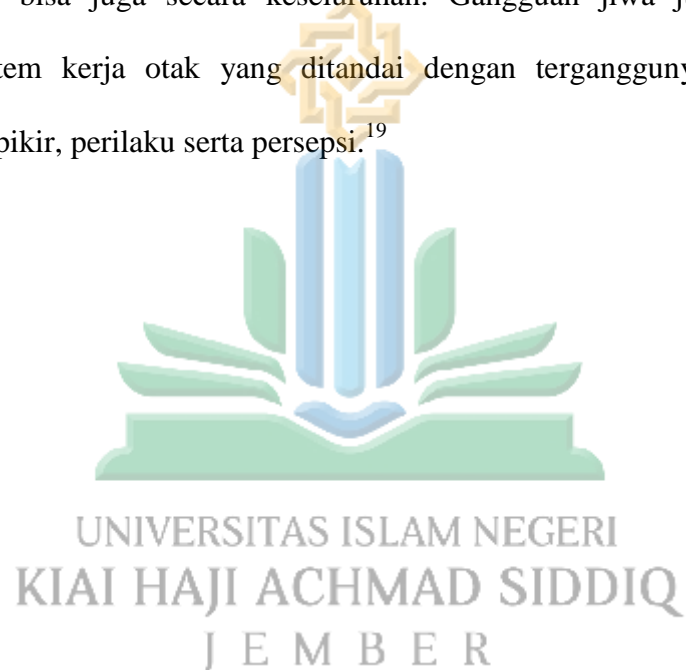 bisa juga secara keseluruhan. Gangguan jiwa
tem kerja otak yang ditandai dengan terganggunya
pikir, perilaku serta persepsi.19
UNIVERSITAS ISLAM NEGERI
KIAI HAJI ACHMAD SIDDIQ
JEMBER